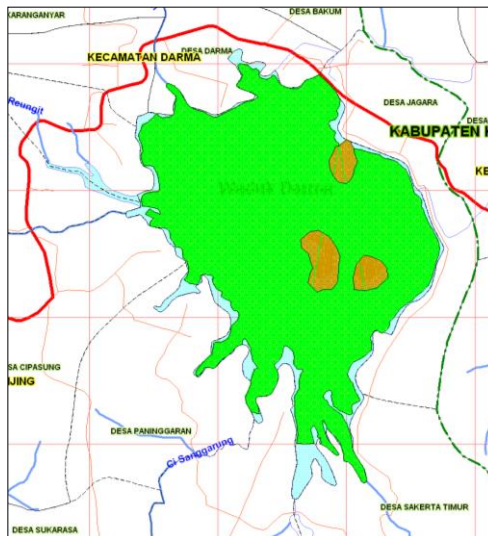 KARANGANYAR
DESA BAKUM
KECAMATAN DARMA
DESA DARMA
DESA JAGARA
Reungit
KABUPATEN K
DESA
KE
Waduk Darma
SA CIPASUNG
JING
DESA PANINGGARAN
Ci Sanggarung
DESA SAKERTA TIMUR
DESA SUKARASA